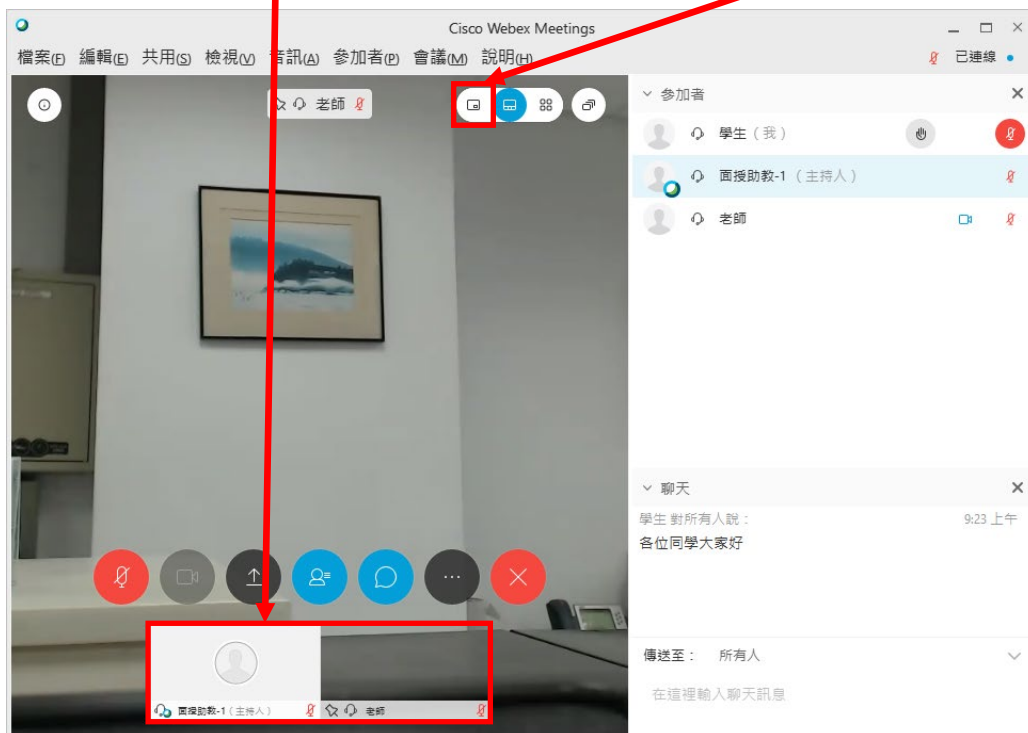 Cisco Webex Meetings
檔案(F) 編輯(E) 共用(S) 檢視(V) 音訊(A) 參加者(P) 會議(M) 說明(H)
已連線
老師
參加者
學生（我）
面授助教-1（主持人）
老師
聊天
學生 對所有人說： 9:23 上午
各位同學大家好
傳送至： 所有人
在這裡輸入聊天訊息
面授助教-1（主持人） 老師